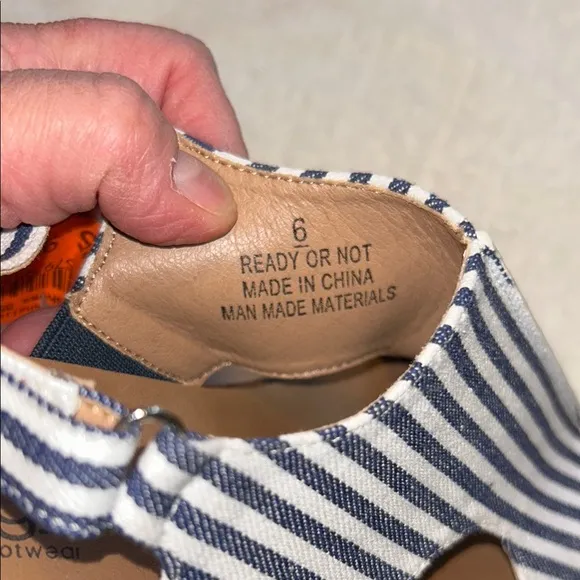 6
READY OR NOT
MADE IN CHINA
MAN MADE MATERIALS